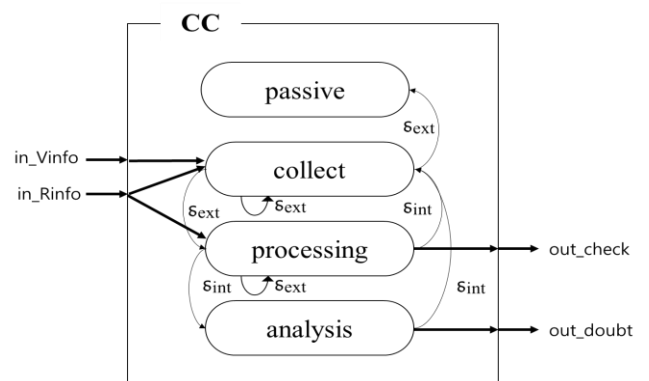 CC
passive
δext
in_Vinfo
collect
in_Rinfo
δext
δext
δint
processing
out_check
δint
δext
δint
analysis
out_doubt